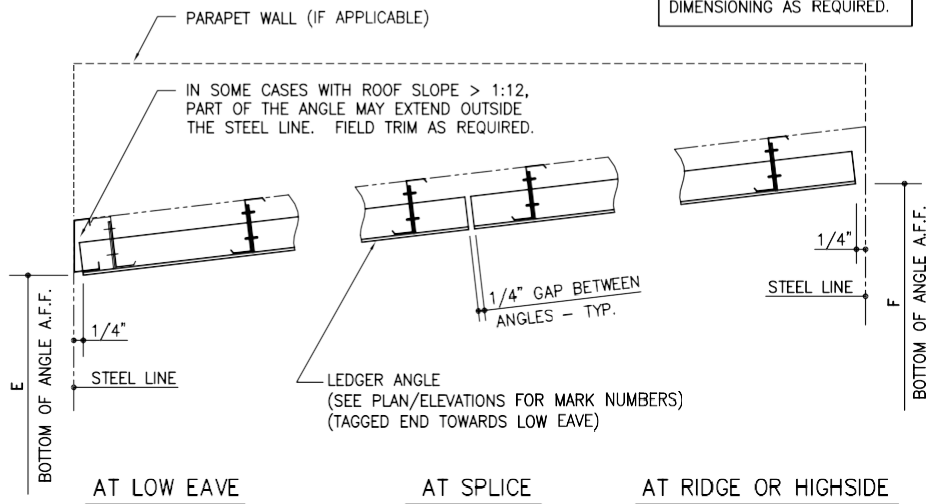 DIMENSIONING AS REQUIRED.
PARAPET WALL (IF APPLICABLE)
IN SOME CASES WITH ROOF SLOPE > 1:12,
PART OF THE ANGLE MAY EXTEND OUTSIDE
THE STEEL LINE. FIELD TRIM AS REQUIRED.
1/4"
STEEL LINE
E
BOTTOM OF ANGLE A.F.F.
1/4" GAP BETWEEN
ANGLES – TYP.
LEDGER ANGLE
(SEE PLAN/ELEVATIONS FOR MARK NUMBERS)
(TAGGED END TOWARDS LOW EAVE)
1/4"
STEEL LINE
F
BOTTOM OF ANGLE A.F.F.
AT LOW EAVE
AT SPLICE
AT RIDGE OR HIGHSIDE